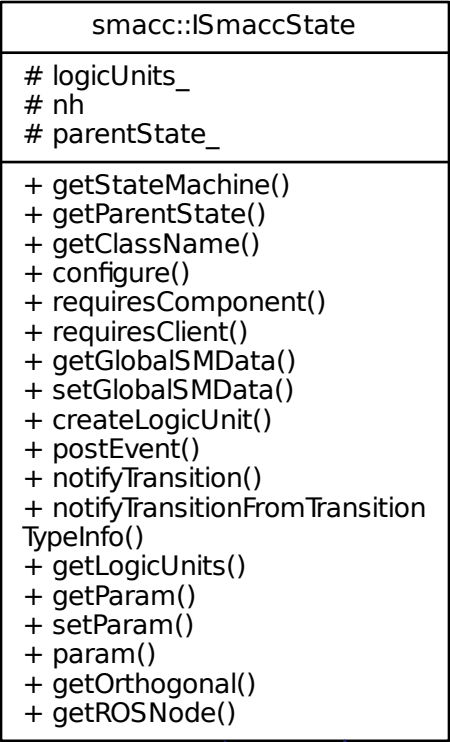 smacc::ISmaccState
# logicUnits_
# nh
# parentState_
+ getStateMachine()
+ getParentState()
+ getClassName()
+ configure()
+ requiresComponent()
+ requiresClient()
+ getGlobalSMData()
+ setGlobalSMData()
+ createLogicUnit()
+ postEvent()
+ notifyTransition()
+ notifyTransitionFromTransition
TypeInfo()
+ getLogicUnits()
+ getParam()
+ setParam()
+ param()
+ getOrthogonal()
+ getROSNode()